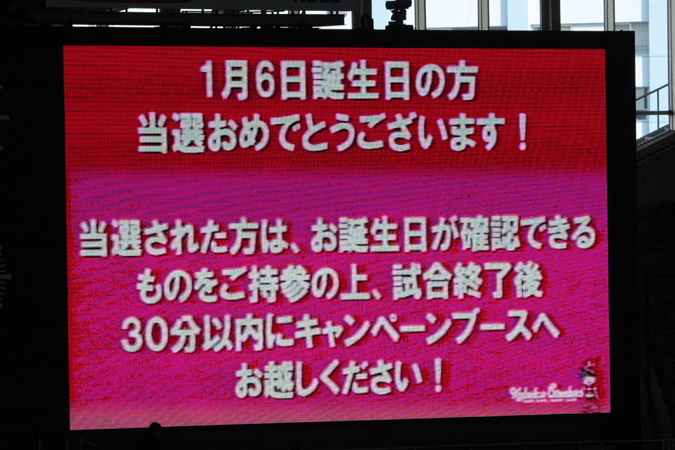 1月6日誕生日の方
当選おめでとうございます!
当選された方は、お誕生日が確認できる
ものをご持参の上、試合終了後
30分以内にキャンペーンブースへ
お越しください!